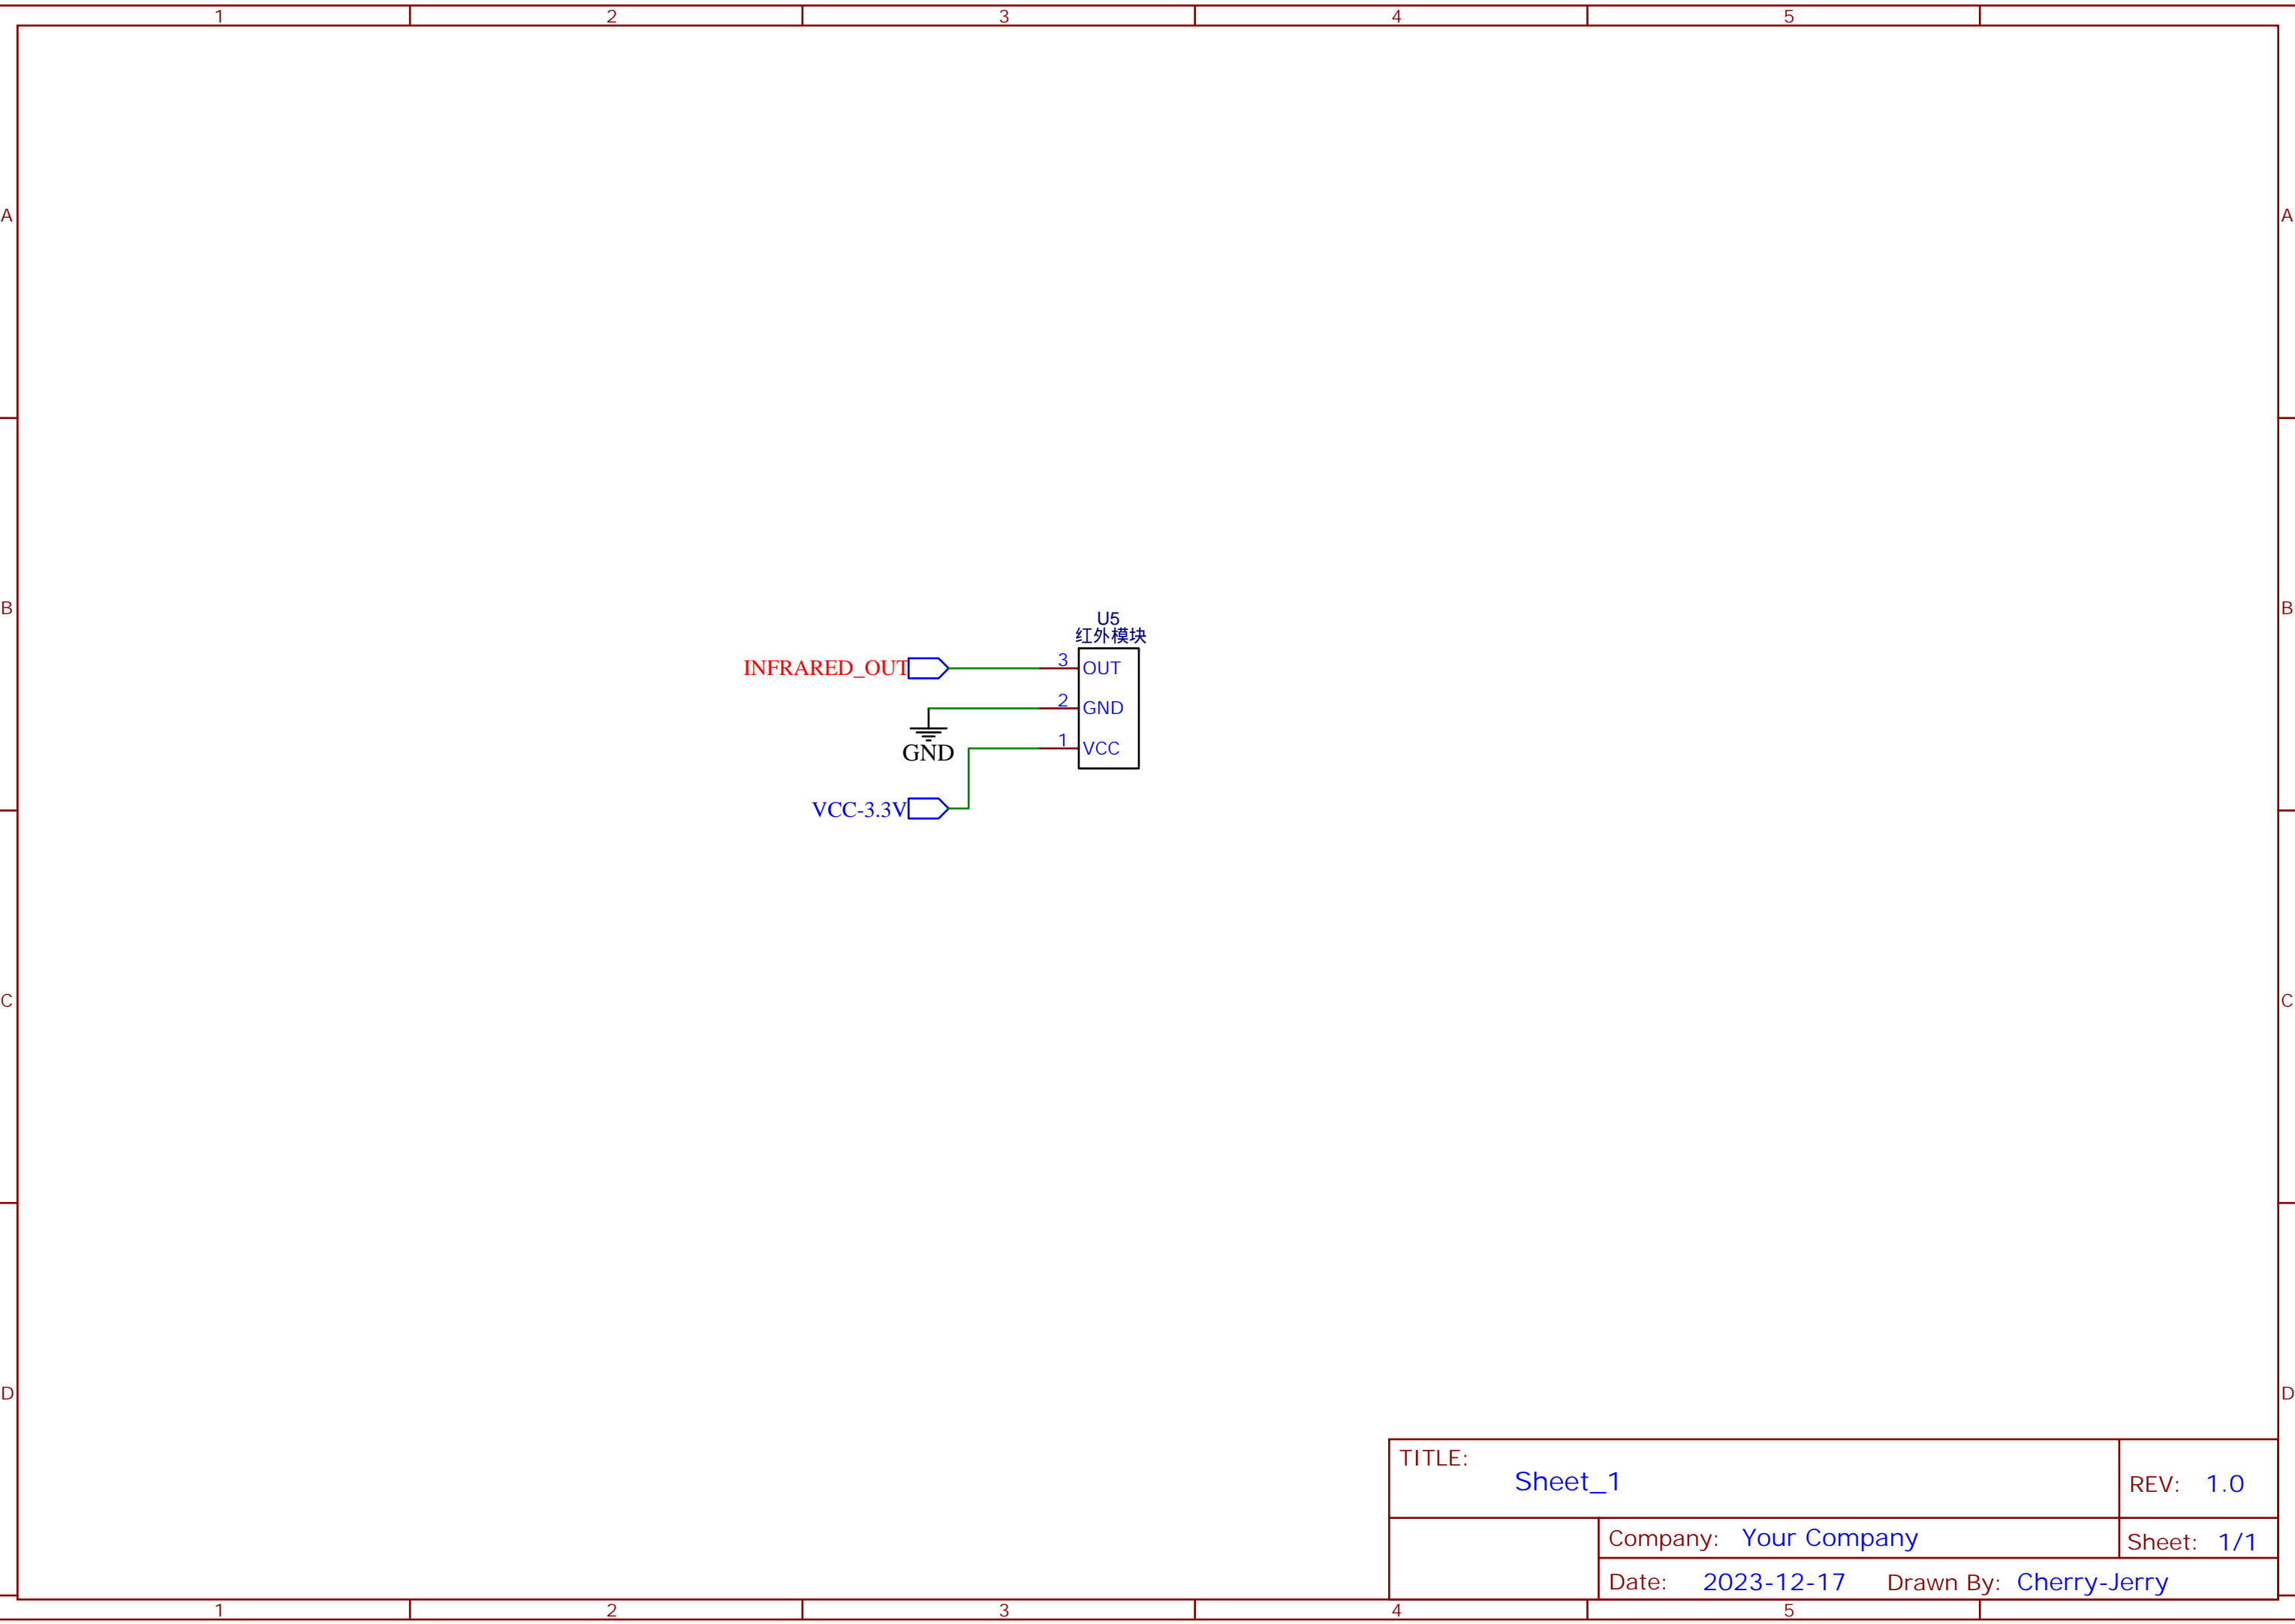 1 2 3 4 5
A A
B B
U5
红外模块
INFRARED_OUT 3 OUT
2 GND
GND
1 VCC
VCC-3.3V
C C
D D
TITLE:
Sheet_1
REV: 1.0
Company: Your Company
Sheet: 1/1
Date: 2023-12-17 Drawn By: Cherry-Jerry
1 2 3 4 5